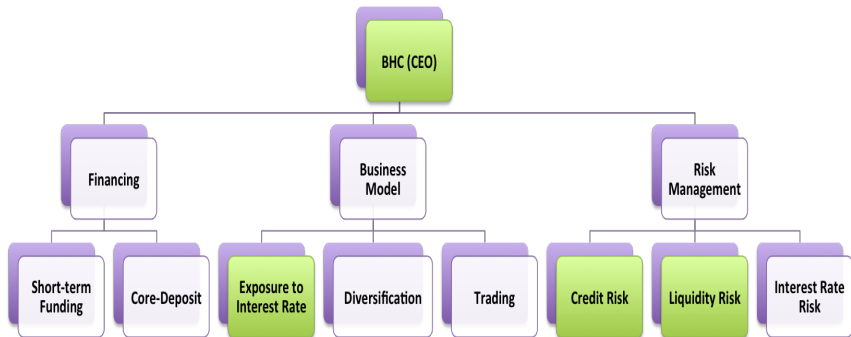 BHC (CEO)
Financing
Business
Model
Risk
Management
Short-term
Funding
Core-Deposit
Exposure to
Interest Rate
Diversification
Trading
Credit Risk
Liquidity Risk
Interest Rate
Risk